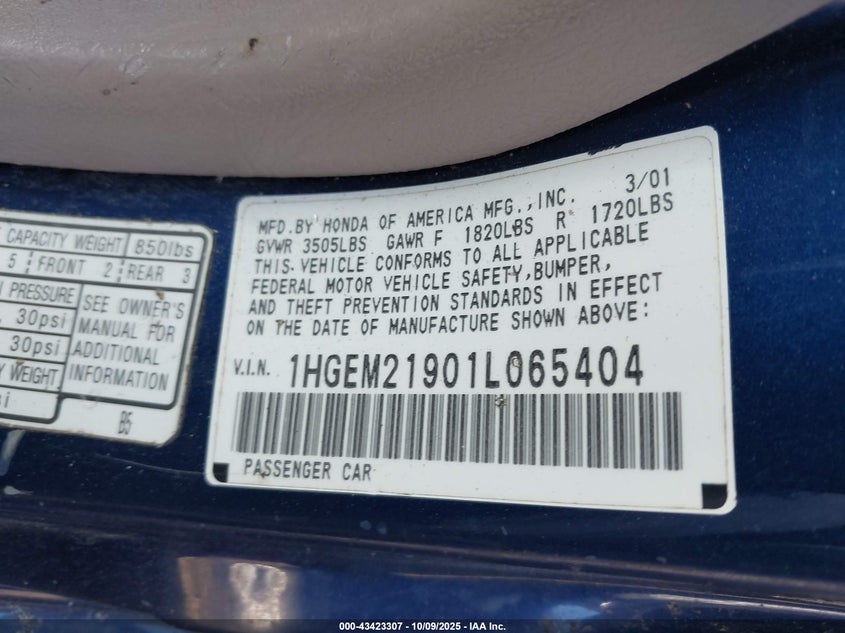 CAPACITY WEIGHT 850lbs
5 FRONT 2 REAR 3
PRESSURE
30psi
30psi
Y WEIGHT
SEE OWNER'S
MANUAL FOR
ADDITIONAL
INFORMATION
B5
MFD.BY HONDA OF AMERICA MFG.,INC. 3/01
GVWR 3505LBS GAWR F 1820LBS R 1720LBS
THIS VEHICLE CONFORMS TO ALL APPLICABLE
FEDERAL MOTOR VEHICLE SAFETY,BUMPER,
AND THEFT PREVENTION STANDARDS IN EFFECT
ON THE DATE OF MANUFACTURE SHOWN ABOVE:
V.I.N. 1HGEM21901L065404
PASSENGER CAR
000-43423307 - 10/09/2025 - IAA Inc.